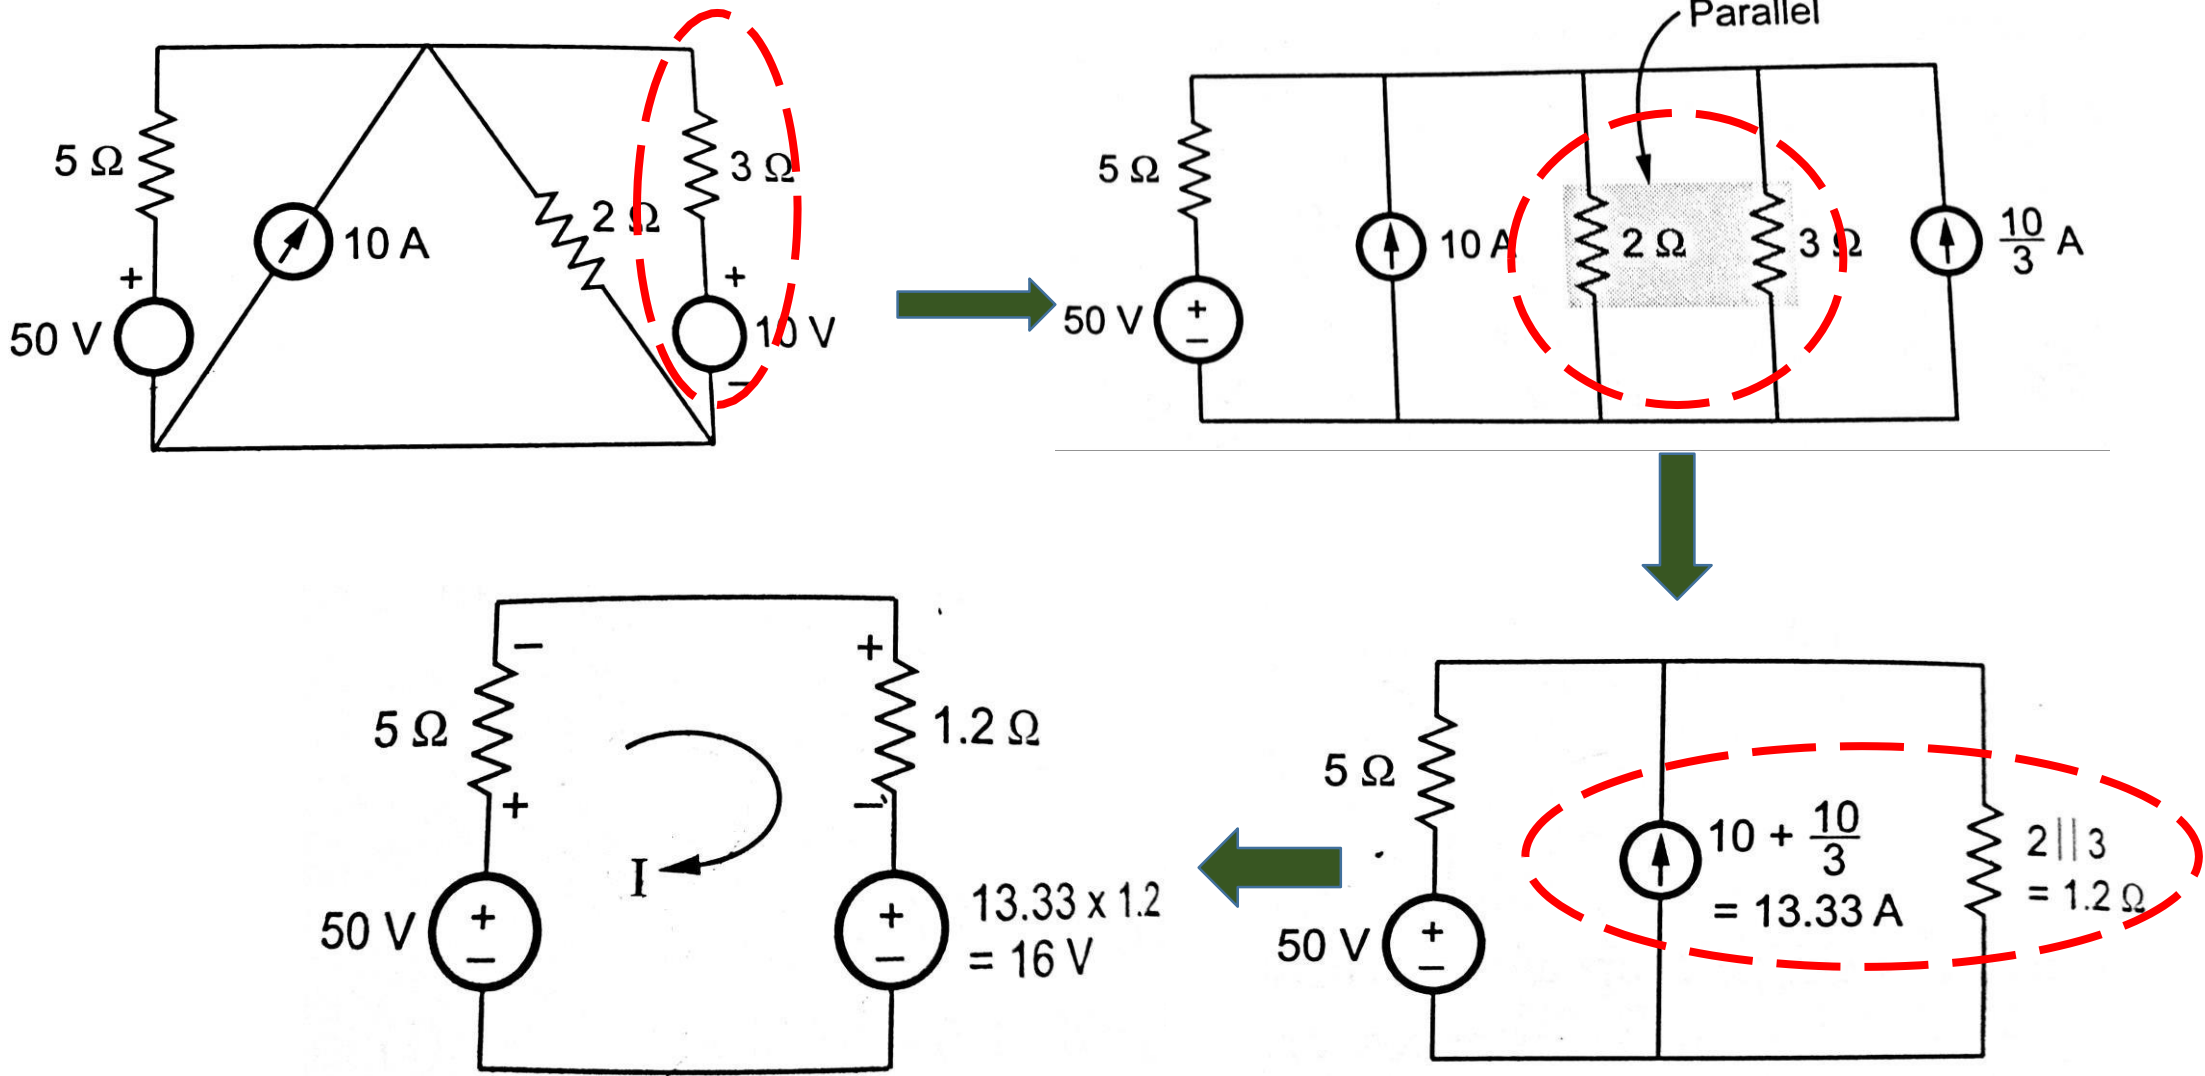 5 Ω
10 A
2 Ω
3 Ω
+
50 V
+
10 V
−
Parallel
5 Ω
10 A
2 Ω
3 Ω
10/3 A
50 V
+
−
−
+
5 Ω
1.2 Ω
+
−
I
50 V
+
−
+
−
13.33 x 1.2
= 16 V
5 Ω
10 + 10/3
= 13.33 A
2||3
= 1.2 Ω
50 V
+
−